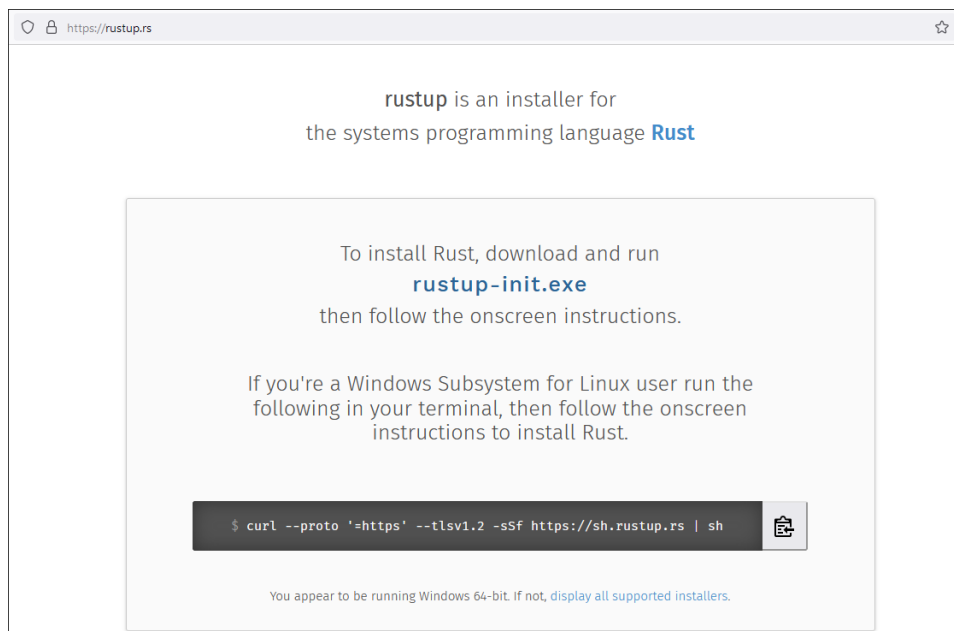 https://rustup.rs
rustup is an installer for
the systems programming language Rust
To install Rust, download and run
rustup-init.exe
then follow the onscreen instructions.
If you're a Windows Subsystem for Linux user run the
following in your terminal, then follow the onscreen
instructions to install Rust.
$ curl --proto '=https' --tlsv1.2 -sSf https://sh.rustup.rs | sh
You appear to be running Windows 64-bit. If not, display all supported installers.